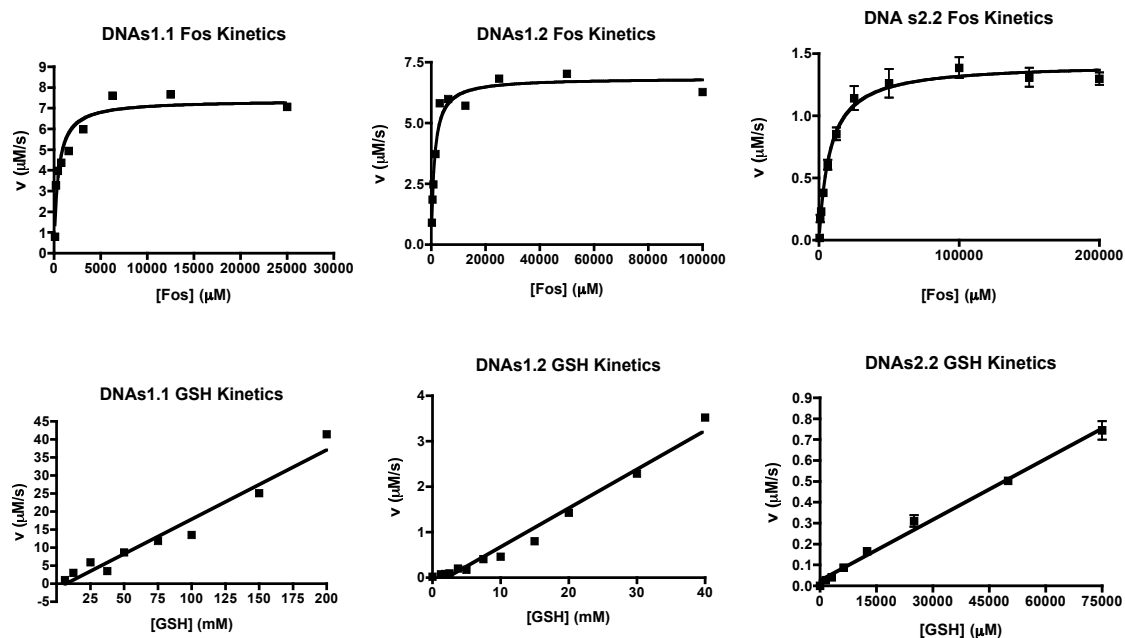 DNAs1.1 Fos Kinetics
9
8
7
6
5
4
3
2
1
0
v (µM/s)
0 5000 10000 15000 20000 25000 30000
[Fos] (µM)
DNAs1.2 Fos Kinetics
7.5
5.0
2.5
0.0
v (µM/s)
0 20000 40000 60000 80000 100000
[Fos] (µM)
DNA s2.2 Fos Kinetics
1.5
1.0
0.5
0.0
v (µM/s)
0 100000 200000
[Fos] (µM)
DNAs1.1 GSH Kinetics
45
40
35
30
25
20
15
10
5
0
-5
v (µM/s)
25 50 75 100 125 150 175 200
[GSH] (mM)
DNAs1.2 GSH Kinetics
4
3
2
1
0
v (µM/s)
0 10 20 30 40
[GSH] (mM)
DNAs2.2 GSH Kinetics
0.9
0.8
0.7
0.6
0.5
0.4
0.3
0.2
0.1
0.0
v (µM/s)
0 15000 30000 45000 60000 75000
[GSH] (µM)